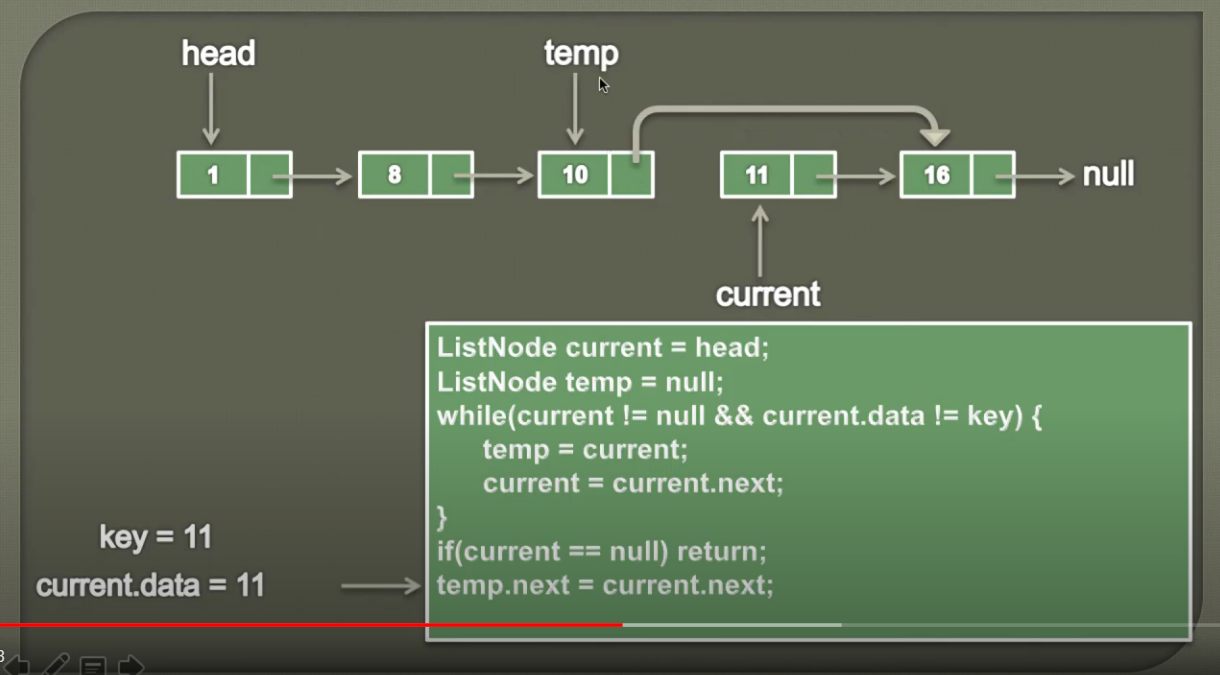 head
temp
1
8
10
11
16
null
current
ListNode current = head;
ListNode temp = null;
while(current != null && current.data != key) {
temp = current;
current = current.next;
}
if(current == null) return;
temp.next = current.next;
key = 11
current.data = 11
3